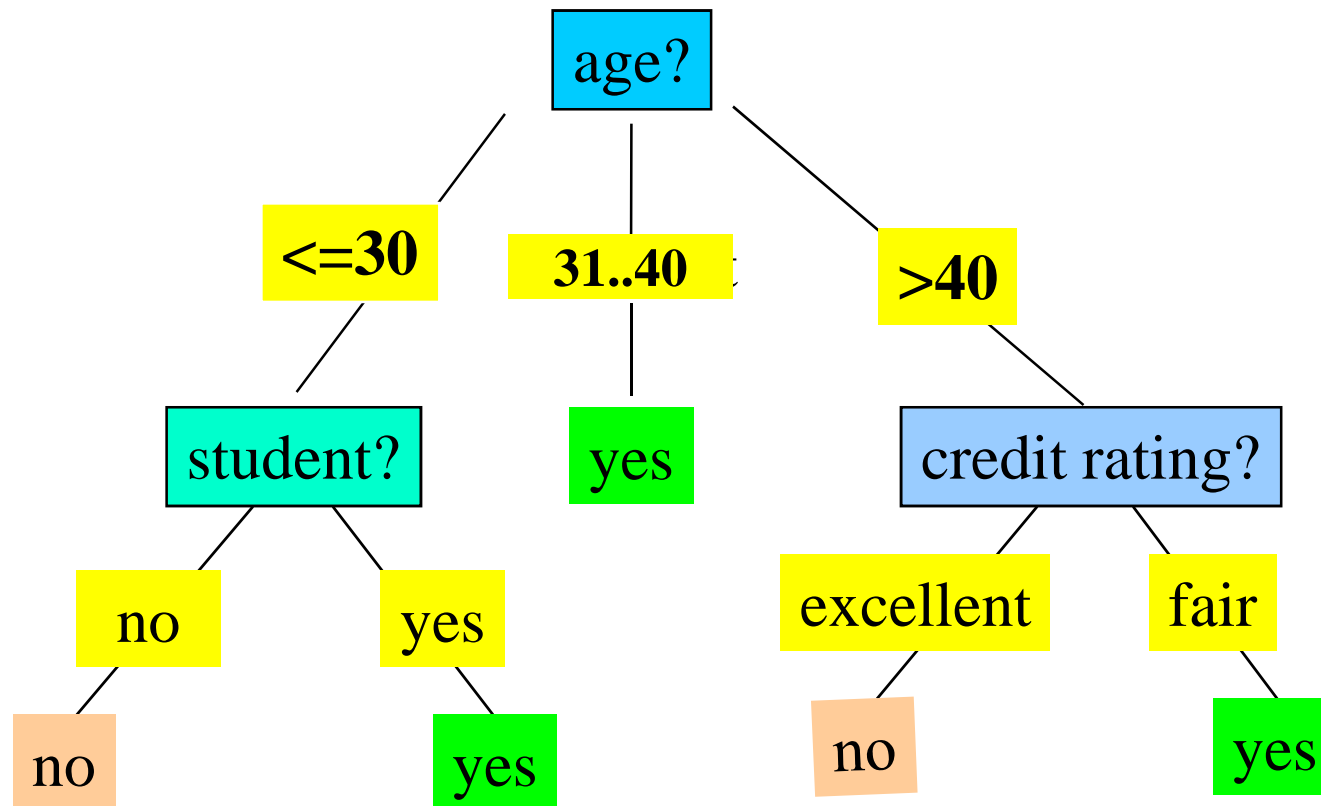 age?
<=30
31..40
>40
student?
yes
credit rating?
no
yes
excellent
fair
no
yes
no
yes